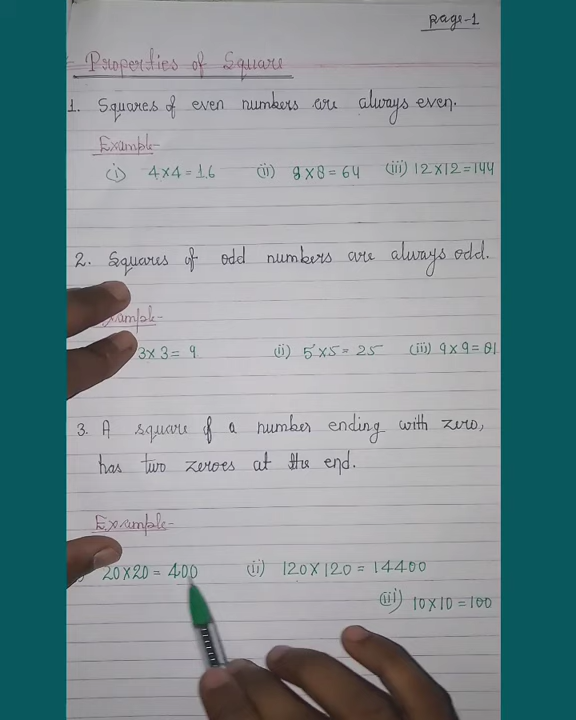 Page-1
Properties of Square
1. Squares of even numbers are always even.
Example-
(i) 4×4=16 (ii) 8×8=64 (iii) 12×12=144
2. Squares of odd numbers are always odd.
xample-
3×3=9 (ii) 5×5=25 (iii) 9×9=81
3. A square of a number ending with zero,
has two zeroes at the end.
Example-
20×20=400 (ii) 120×120=14400
(iii) 10×10=100